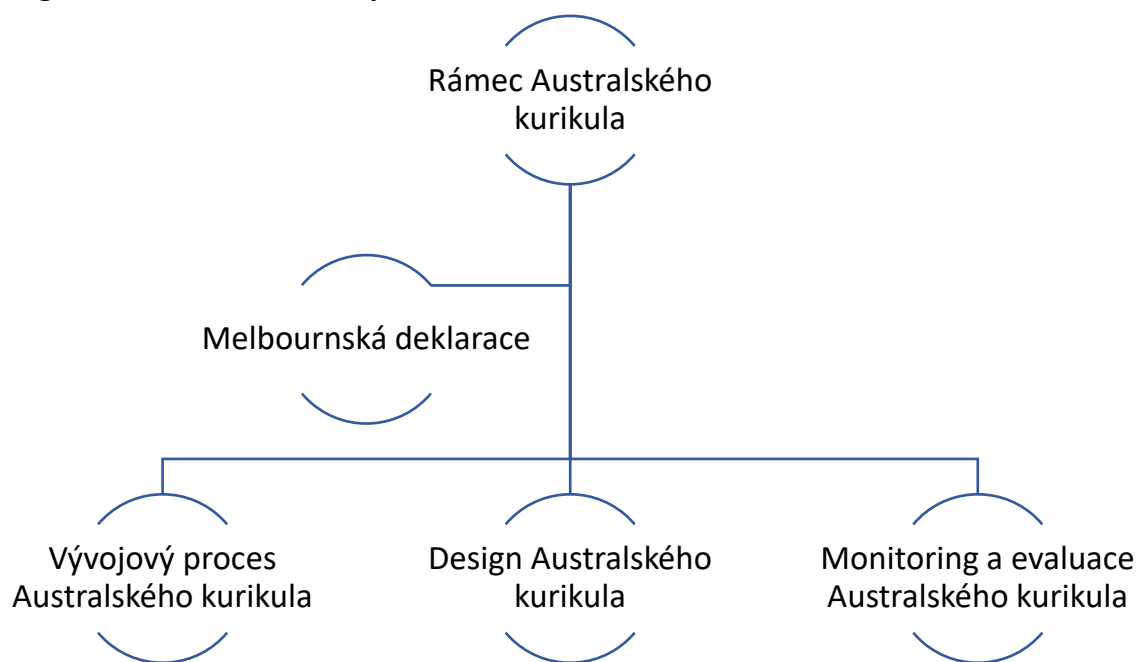 Rámec Australského
kurikula
Melbournská deklarace
Vývojový proces
Australského kurikula
Design Australského
kurikula
Monitoring a evaluace
Australského kurikula